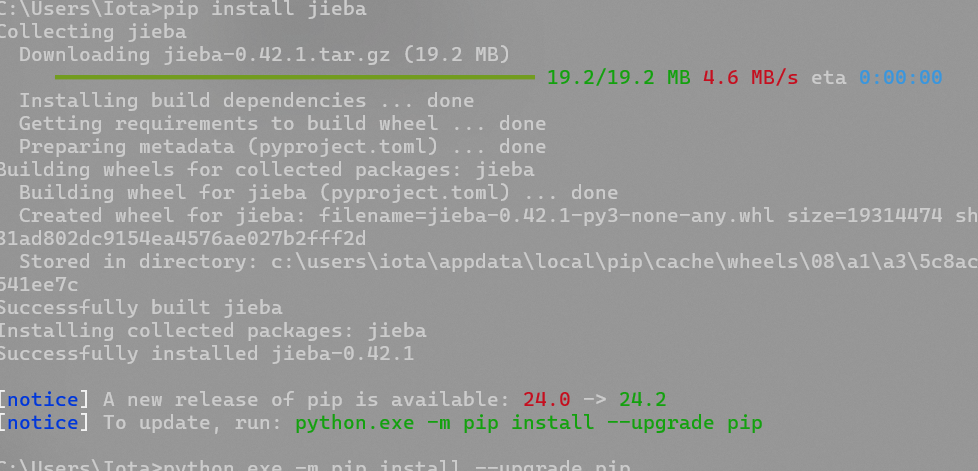 C:\Users\Iota>pip install jieba
Collecting jieba
Downloading jieba-0.42.1.tar.gz (19.2 MB)
19.2/19.2 MB 4.6 MB/s eta 0:00:00
Installing build dependencies ... done
Getting requirements to build wheel ... done
Preparing metadata (pyproject.toml) ... done
Building wheels for collected packages: jieba
Building wheel for jieba (pyproject.toml) ... done
Created wheel for jieba: filename=jieba-0.42.1-py3-none-any.whl size=19314474 sh
31ad802dc9154ea4576ae027b2fff2d
Stored in directory: c:\users\iota\appdata\local\pip\cache\wheels\08\a1\a3\5c8ac
541ee7c
Successfully built jieba
Installing collected packages: jieba
Successfully installed jieba-0.42.1
[notice] A new release of pip is available: 24.0 -> 24.2
[notice] To update, run: python.exe -m pip install --upgrade pip
C:\Users\Iota>python.exe -m pip install --upgrade pip